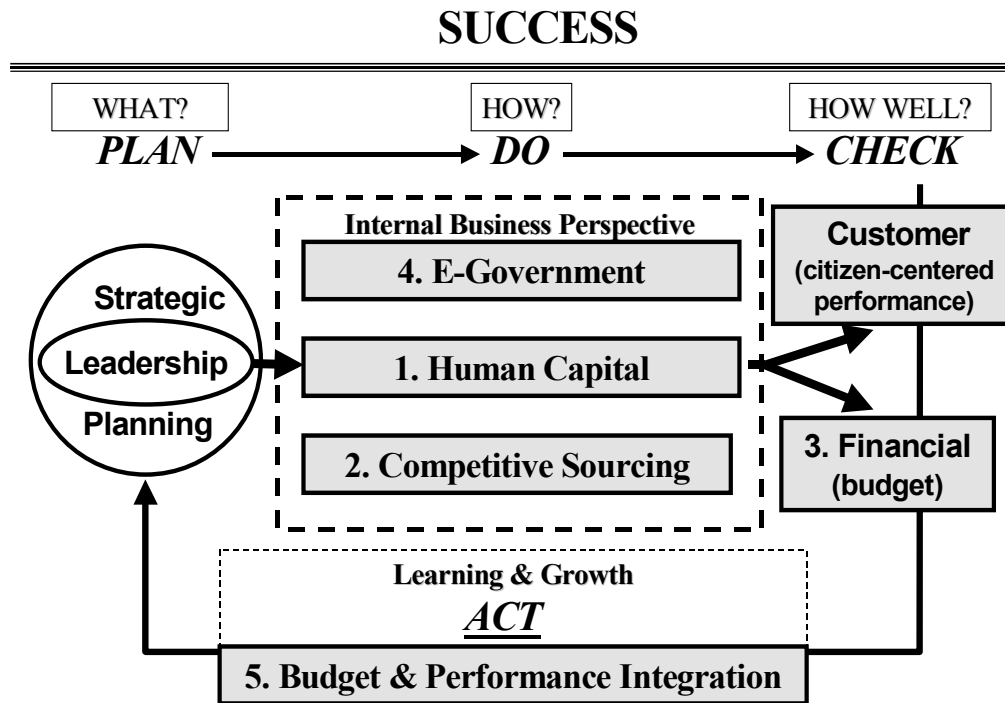 SUCCESS
WHAT?
HOW?
HOW WELL?
PLAN
DO
CHECK
Internal Business Perspective
4. E-Government
1. Human Capital
2. Competitive Sourcing
Strategic
Leadership
Planning
Customer
(citizen-centered
performance)
3. Financial
(budget)
Learning & Growth
ACT
5. Budget & Performance Integration